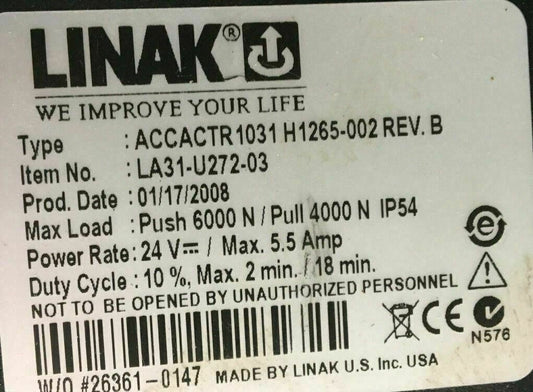 LINAK®
WE IMPROVE YOUR LIFE
Type : ACCACTR1031 H1265-002 REV. B
Item No. : LA31-U272-03
Prod. Date : 01/17/2008
Max Load : Push 6000 N / Pull 4000 N IP54
Power Rate : 24 V⎓ / Max. 5.5 Amp
Duty Cycle : 10 %, Max. 2 min. / 18 min.
NOT TO BE OPENED BY UNAUTHORIZED PERSONNEL
CE
N576
W/O #26361-0147 MADE BY LINAK U.S. Inc. USA